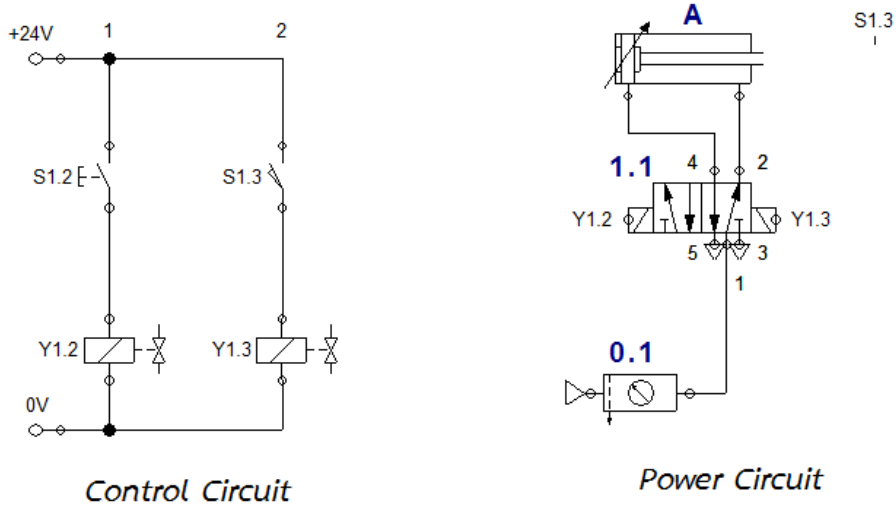 +24V
1
2
S1.2
S1.3
Y1.2
Y1.3
0V
Control Circuit
A
S1.3
1.1
4
2
Y1.2
Y1.3
5
3
1
0.1
Power Circuit